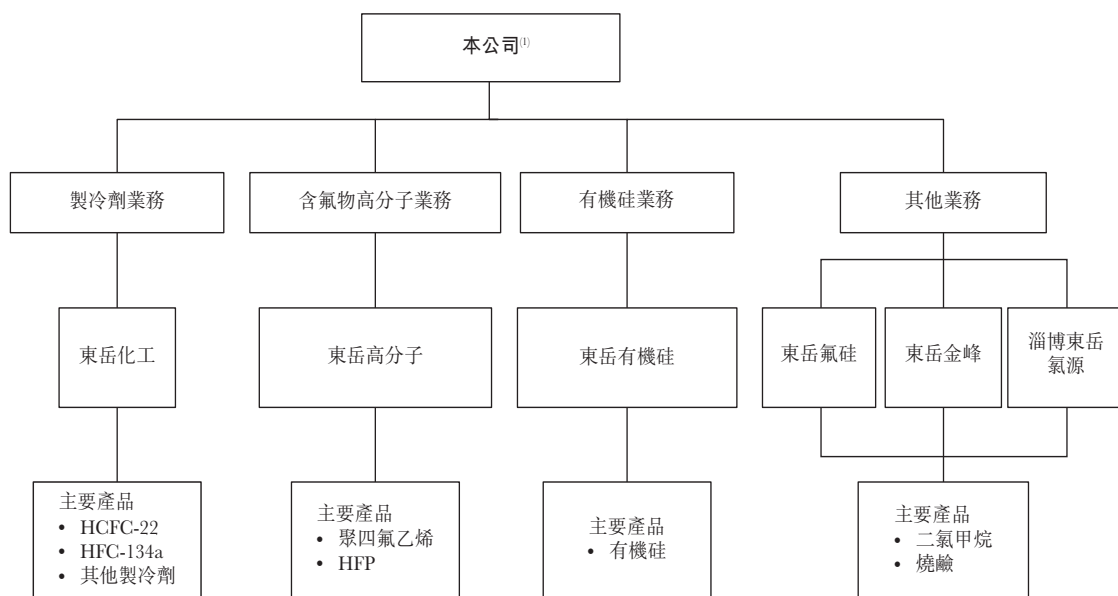 本公司(1)
製冷劑業務
含氟物高分子業務
有機硅業務
其他業務
東岳化工
東岳高分子
東岳有機硅
東岳氟硅
東岳金峰
淄博東岳
氯源
主要產品
• HCFC-22
• HFC-134a
• 其他製冷劑
主要產品
• 聚四氟乙烯
• HFP
主要產品
• 有機硅
主要產品
• 二氯甲烷
• 燒鹼